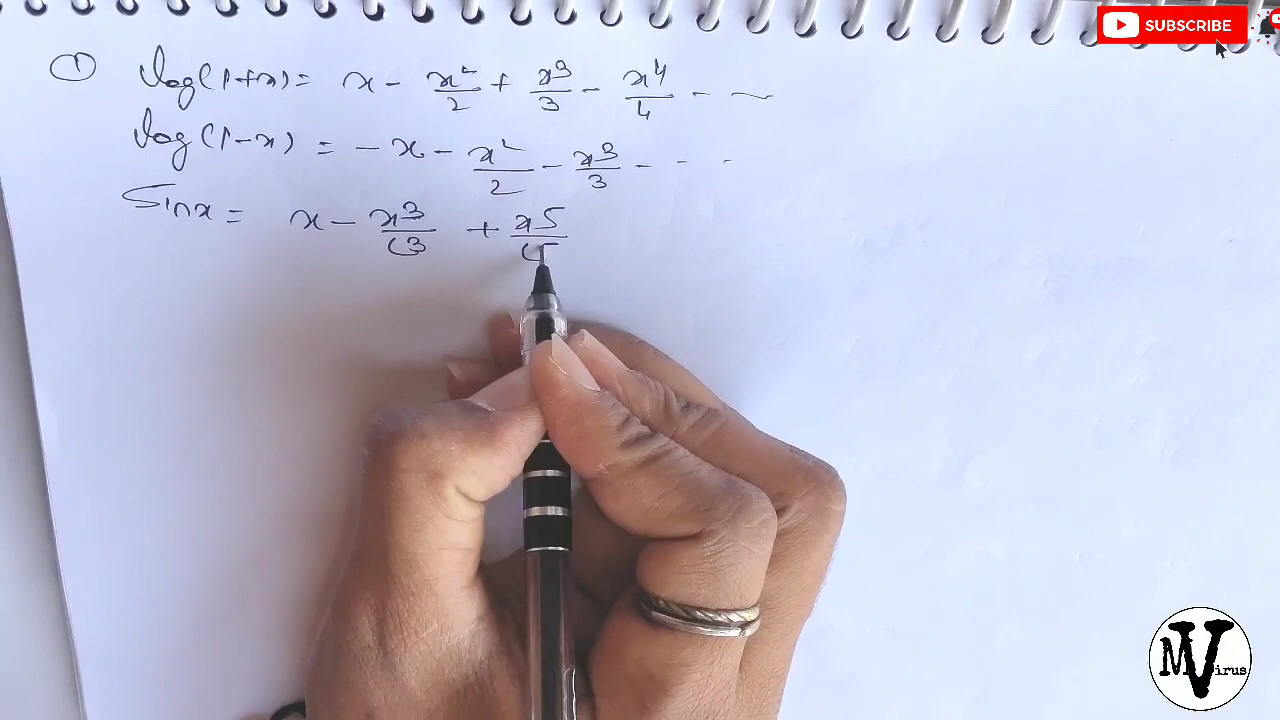 SUBSCRIBE
① log(1+x) = x - x²/2 + x³/3 - x⁴/4 - ~
log(1-x) = -x - x²/2 - x³/3 - - -
Sinx = x - x³/⌊3 + x5/⌊5
MVirus